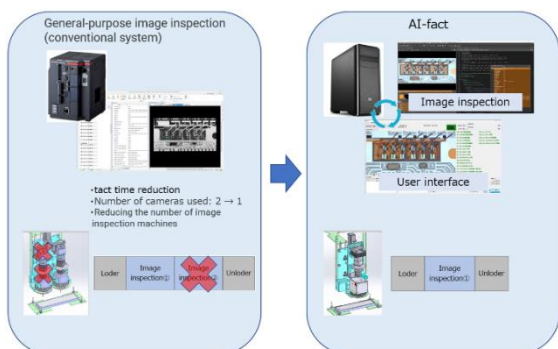 General-purpose image inspection
(conventional system)
•tact time reduction
•Number of cameras used: 2 → 1
•Reducing the number of image
inspection machines
Loder
Image
inspection①
Image
inspection②
Unloder
AI-fact
Image inspection
User interface
Loder
Image
inspection①
Unloder